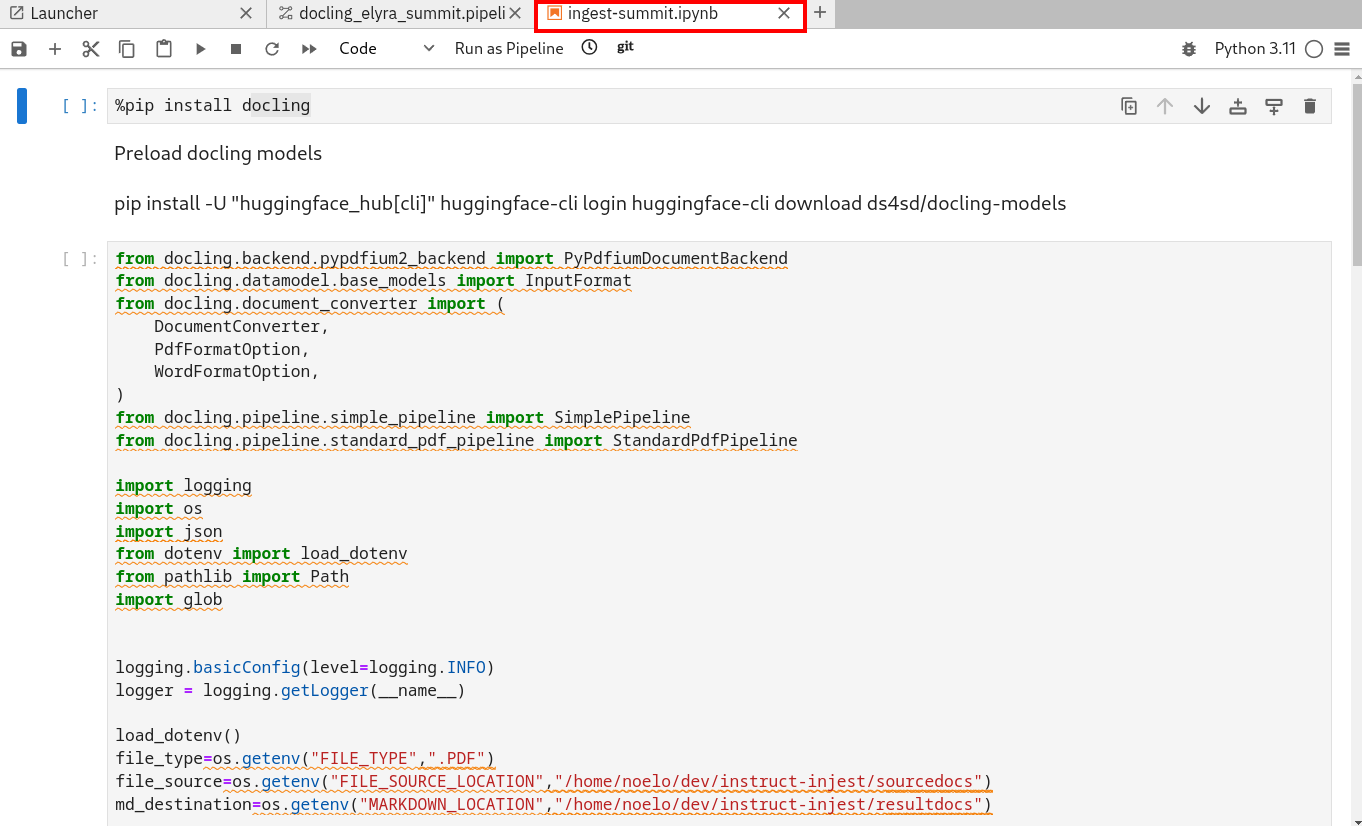 Launcher
docling_elyra_summit.pipeli
ingest-summit.ipynb
Code
Run as Pipeline
git
Python 3.11
[ ]:
%pip install docling
Preload docling models
pip install -U "huggingface_hub[cli]" huggingface-cli login huggingface-cli download ds4sd/docling-models
[ ]:
from docling.backend.pypdfium2_backend import PyPdfiumDocumentBackend
from docling.datamodel.base_models import InputFormat
from docling.document_converter import (
    DocumentConverter,
    PdfFormatOption,
    WordFormatOption,
)
from docling.pipeline.simple_pipeline import SimplePipeline
from docling.pipeline.standard_pdf_pipeline import StandardPdfPipeline
import logging
import os
import json
from dotenv import load_dotenv
from pathlib import Path
import glob
logging.basicConfig(level=logging.INFO)
logger = logging.getLogger(__name__)
load_dotenv()
file_type=os.getenv("FILE_TYPE",".PDF")
file_source=os.getenv("FILE_SOURCE_LOCATION","/home/noelo/dev/instruct-injest/sourcedocs")
md_destination=os.getenv("MARKDOWN_LOCATION","/home/noelo/dev/instruct-injest/resultdocs")